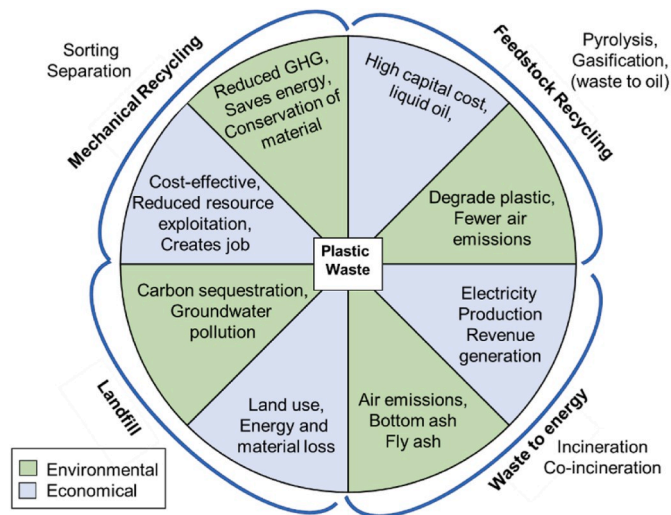 Sorting
Separation
Mechanical Recycling
Reduced GHG,
Saves energy,
Conservation of
material
Cost-effective,
Reduced resource
exploitation,
Creates job
Feedstock Recycling
Pyrolysis,
Gasification,
(waste to oil)
High capital cost,
liquid oil,
Degrade plastic,
Fewer air
emissions
Plastic
Waste
Carbon sequestration,
Groundwater
pollution
Land use,
Energy and
material loss
Landfill
Electricity
Production
Revenue
generation
Air emissions,
Bottom ash
Fly ash
Waste to energy
Incineration
Co-incineration
Environmental
Economical